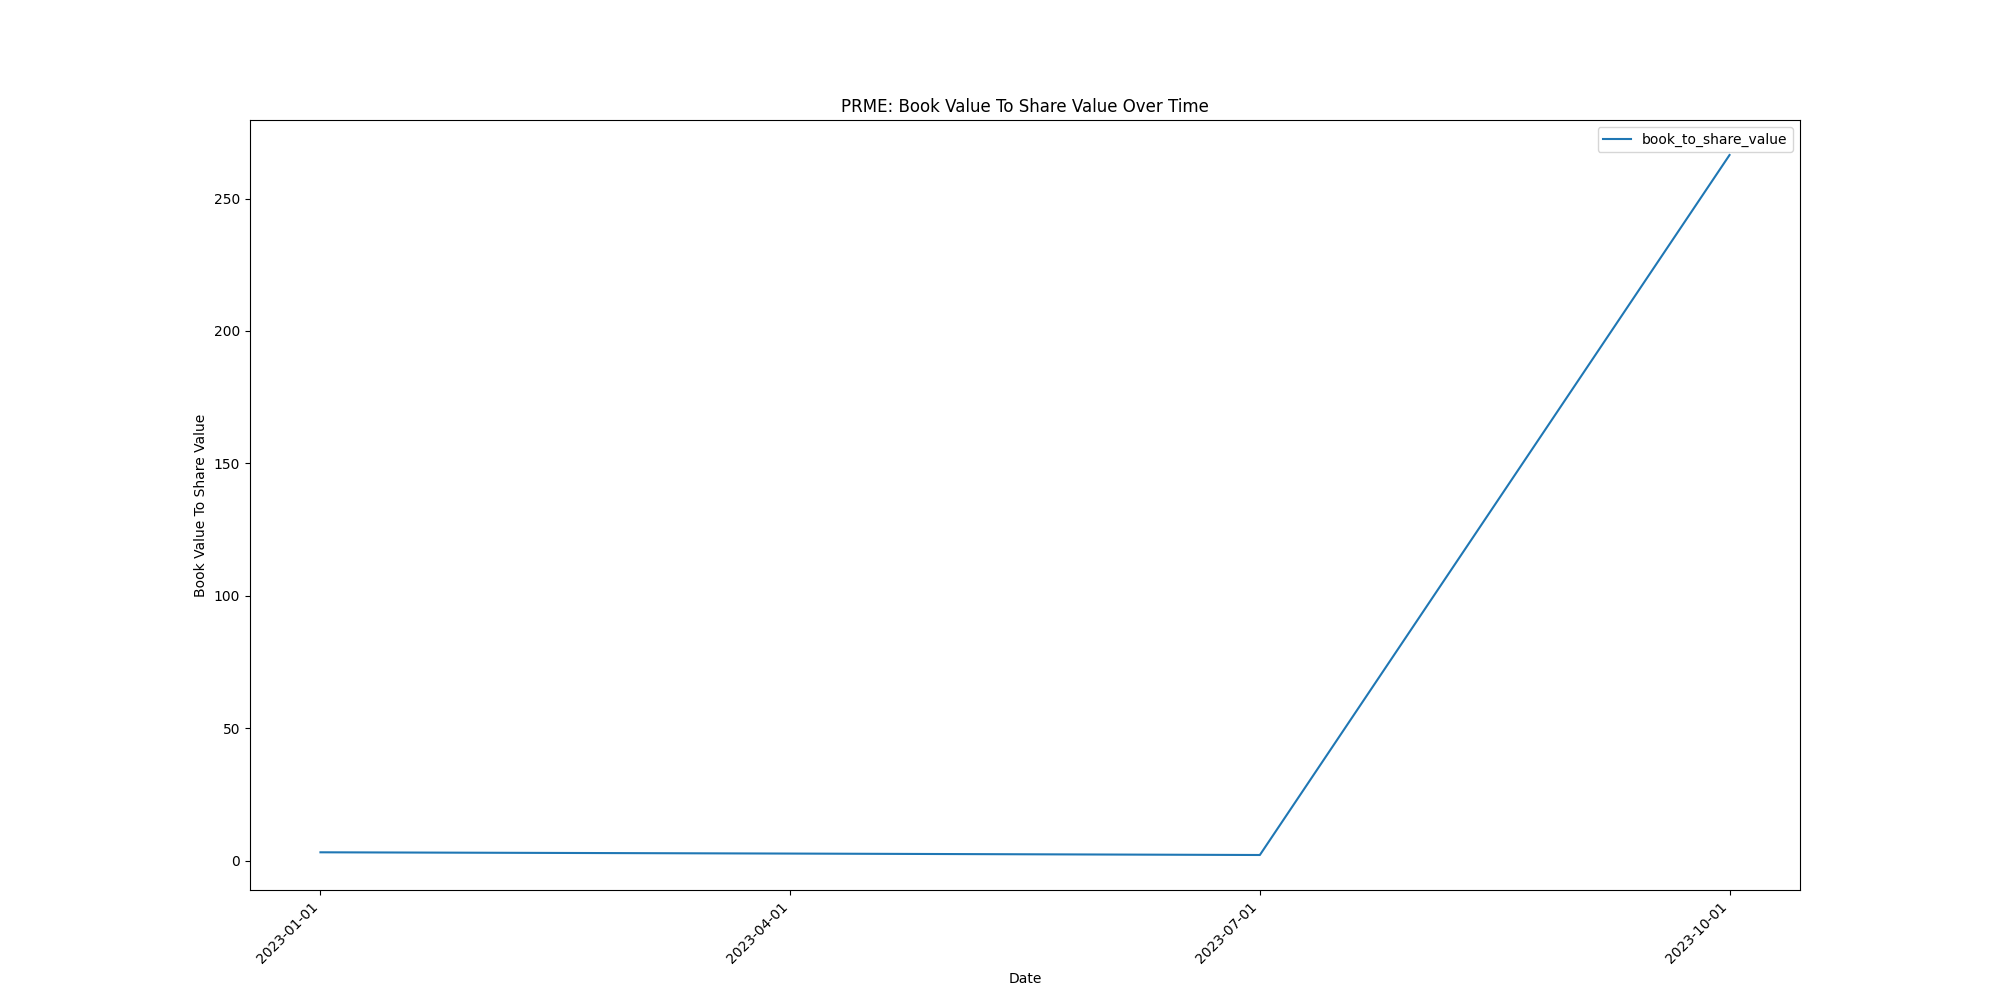 PRME: Book Value To Share Value Over Time
book_to_share_value
Book Value To Share Value
250
200
150
100
50
0
2023-01-01
2023-04-01
2023-07-01
2023-10-01
Date